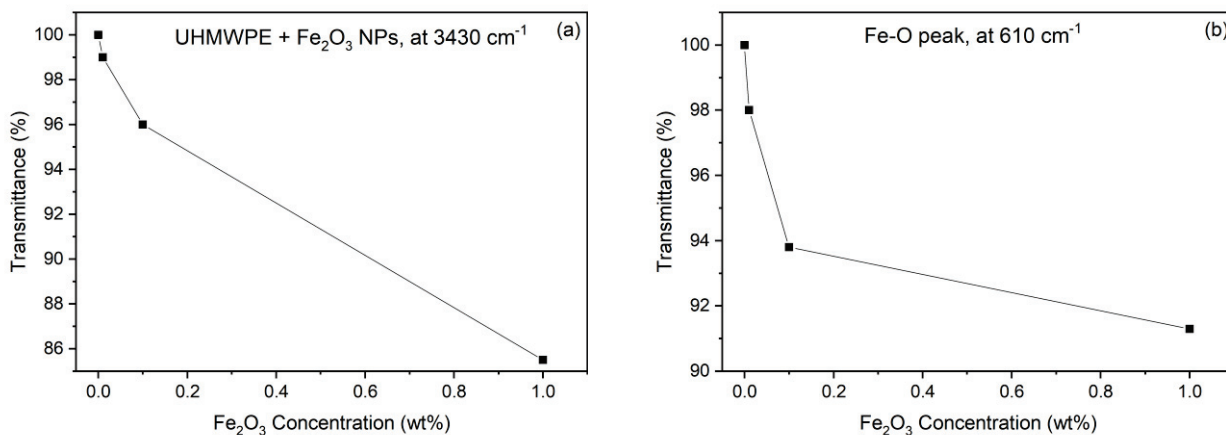 UHMWPE + Fe₂O₃ NPs, at 3430 cm⁻¹ (a)
100
98
96
94
92
90
88
86
Transmittance (%)
0.0 0.2 0.4 0.6 0.8 1.0
Fe₂O₃ Concentration (wt%)
Fe-O peak, at 610 cm⁻¹ (b)
100
98
96
94
92
90
Transmittance (%)
0.0 0.2 0.4 0.6 0.8 1.0
Fe₂O₃ Concentration (wt%)